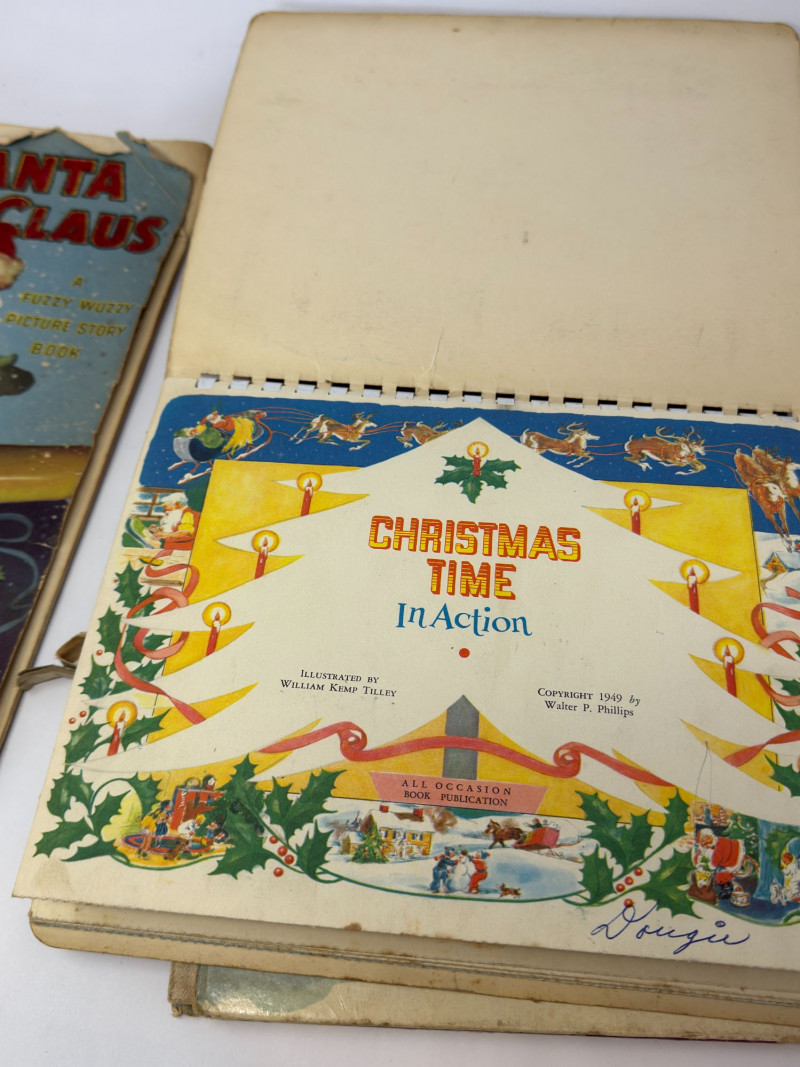 ANTA
CLAUS
A
FUZZY WUZZY
PICTURE STORY
BOOK
CHRISTMAS
TIME
In Action
ILLUSTRATED BY
WILLIAM KEMP TILLEY
COPYRIGHT 1949 by
Walter P. Phillips
ALL OCCASION
BOOK PUBLICATION
Dougie